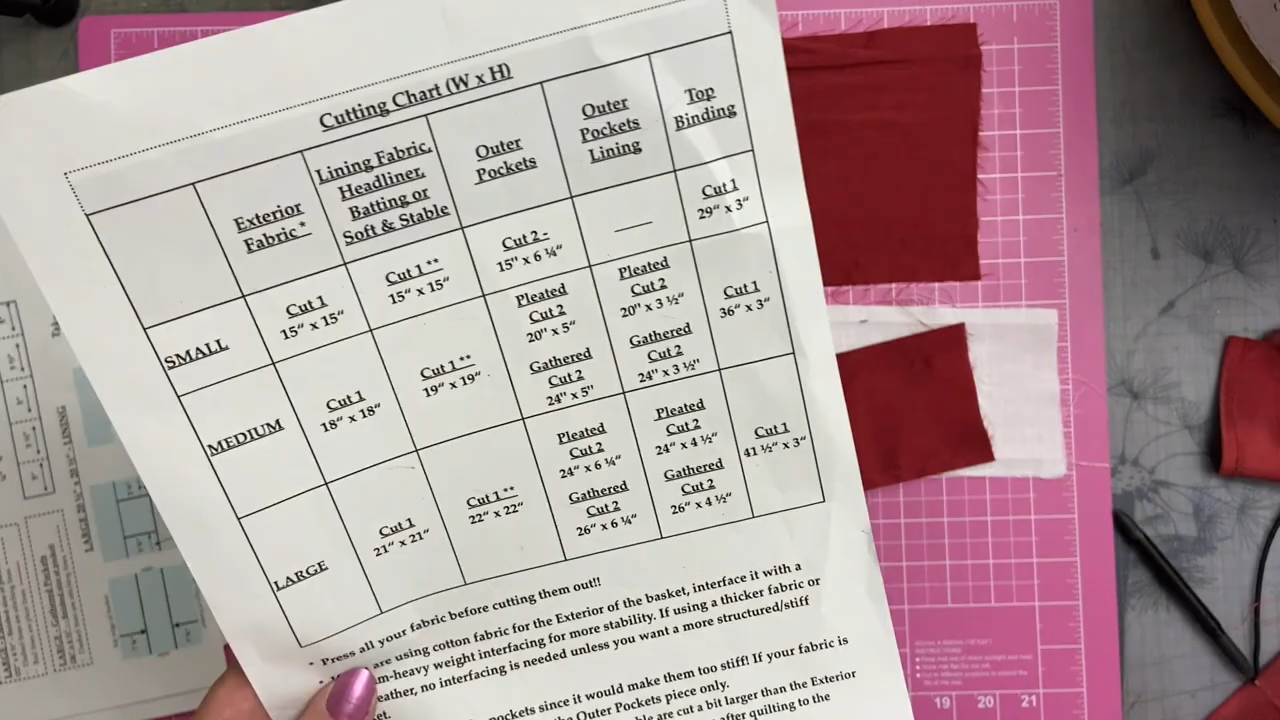 Cutting Chart (W x H)
Exterior
Fabric*
Lining Fabric,
Headliner,
Batting or
Soft & Stable
Outer
Pockets
Outer
Pockets
Lining
Top
Binding
SMALL
Cut 1
15" x 15"
Cut 1 **
15" x 15"
Cut 2 -
15" x 6 ¼"
Cut 1
29" x 3"
MEDIUM
Cut 1
18" x 18"
Cut 1 **
19" x 19"
Pleated
Cut 2
20" x 5"
Gathered
Cut 2
24" x 5"
Pleated
Cut 2
20" x 3 ½"
Gathered
Cut 2
24" x 3 ½"
Cut 1
36" x 3"
LARGE
Cut 1
21" x 21"
Cut 1 **
22" x 22"
Pleated
Cut 2
24" x 6 ¼"
Gathered
Cut 2
26" x 6 ¼"
Pleated
Cut 2
24" x 4 ½"
Gathered
Cut 2
26" x 4 ½"
Cut 1
41 ½" x 3"
* Press all your fabric before cutting them out!!
are using cotton fabric for the Exterior of the basket, interface it with a
m-heavy weight interfacing for more stability. If using a thicker fabric or
eather, no interfacing is needed unless you want a more structured/stiff
et.
pockets since it would make them too stiff! If your fabric is
the Outer Pockets piece only.
ble are cut a bit larger than the Exterior
after quilting to the
19 20 21